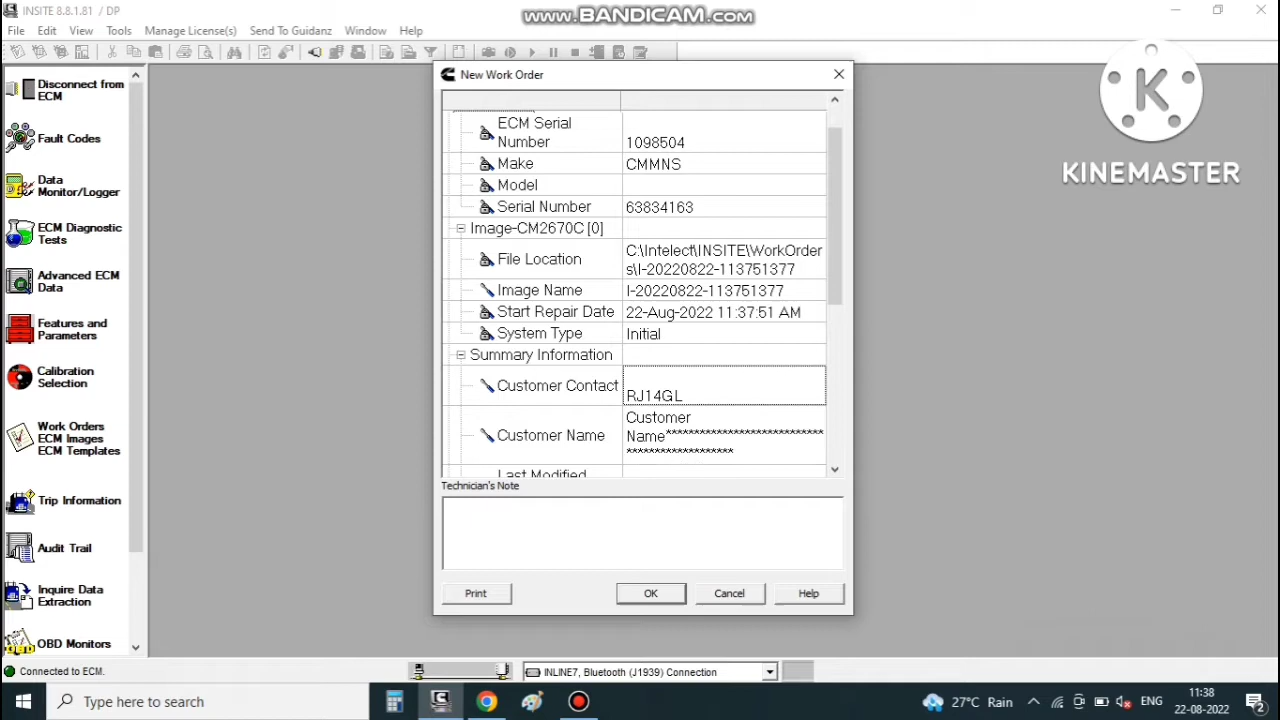 INSITE 8.8.1.81 / DP
www.BANDICAM.com
File Edit View Tools Manage License(s) Send To Guidanz Window Help
Disconnect from
ECM
Fault Codes
Data
Monitor/Logger
ECM Diagnostic
Tests
Advanced ECM
Data
Features and
Parameters
Calibration
Selection
Work Orders
ECM Images
ECM Templates
Trip Information
Audit Trail
Inquire Data
Extraction
OBD Monitors
New Work Order
ECM Serial
Number 1098504
Make CMMNS
Model
Serial Number 63834163
Image-CM2670C [0]
File Location C:\Intelect\INSITE\WorkOrder
s\I-20220822-113751377
Image Name I-20220822-113751377
Start Repair Date 22-Aug-2022 11:37:51 AM
System Type Initial
Summary Information
Customer Contact RJ14GL
Customer Name Customer
Name****************************
*******************
Last Modified
Technician's Note
Print OK Cancel Help
K
KINEMASTER
Connected to ECM.
INLINE7, Bluetooth (J1939) Connection
Type here to search
27°C Rain
ENG
11:38
22-08-2022
2